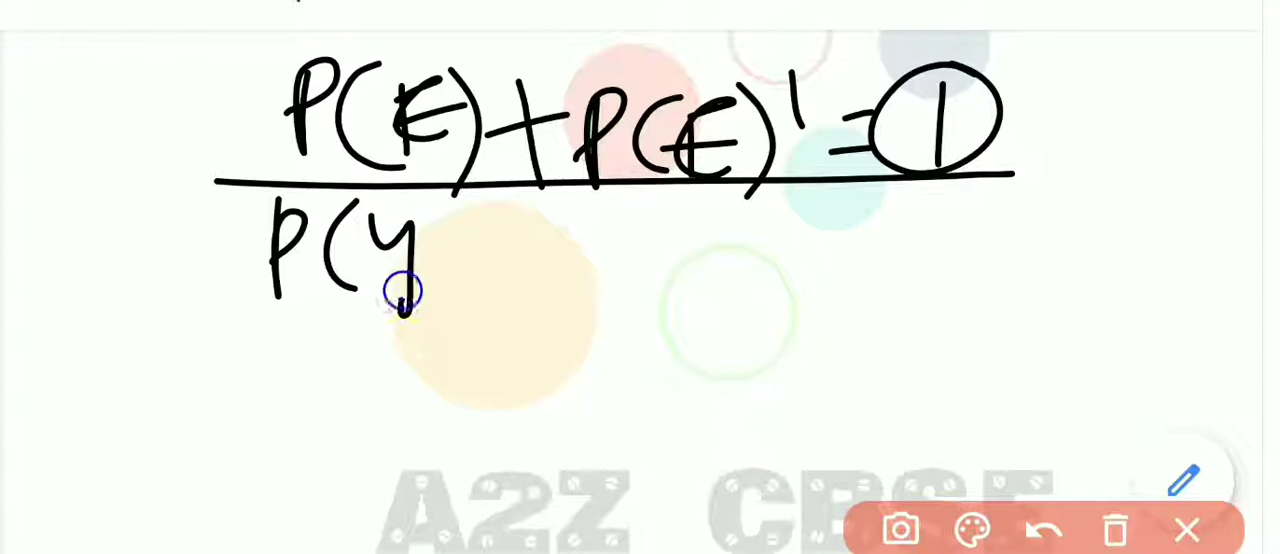 P(E) + P(E)' = 1
P(y
A2Z CBSE